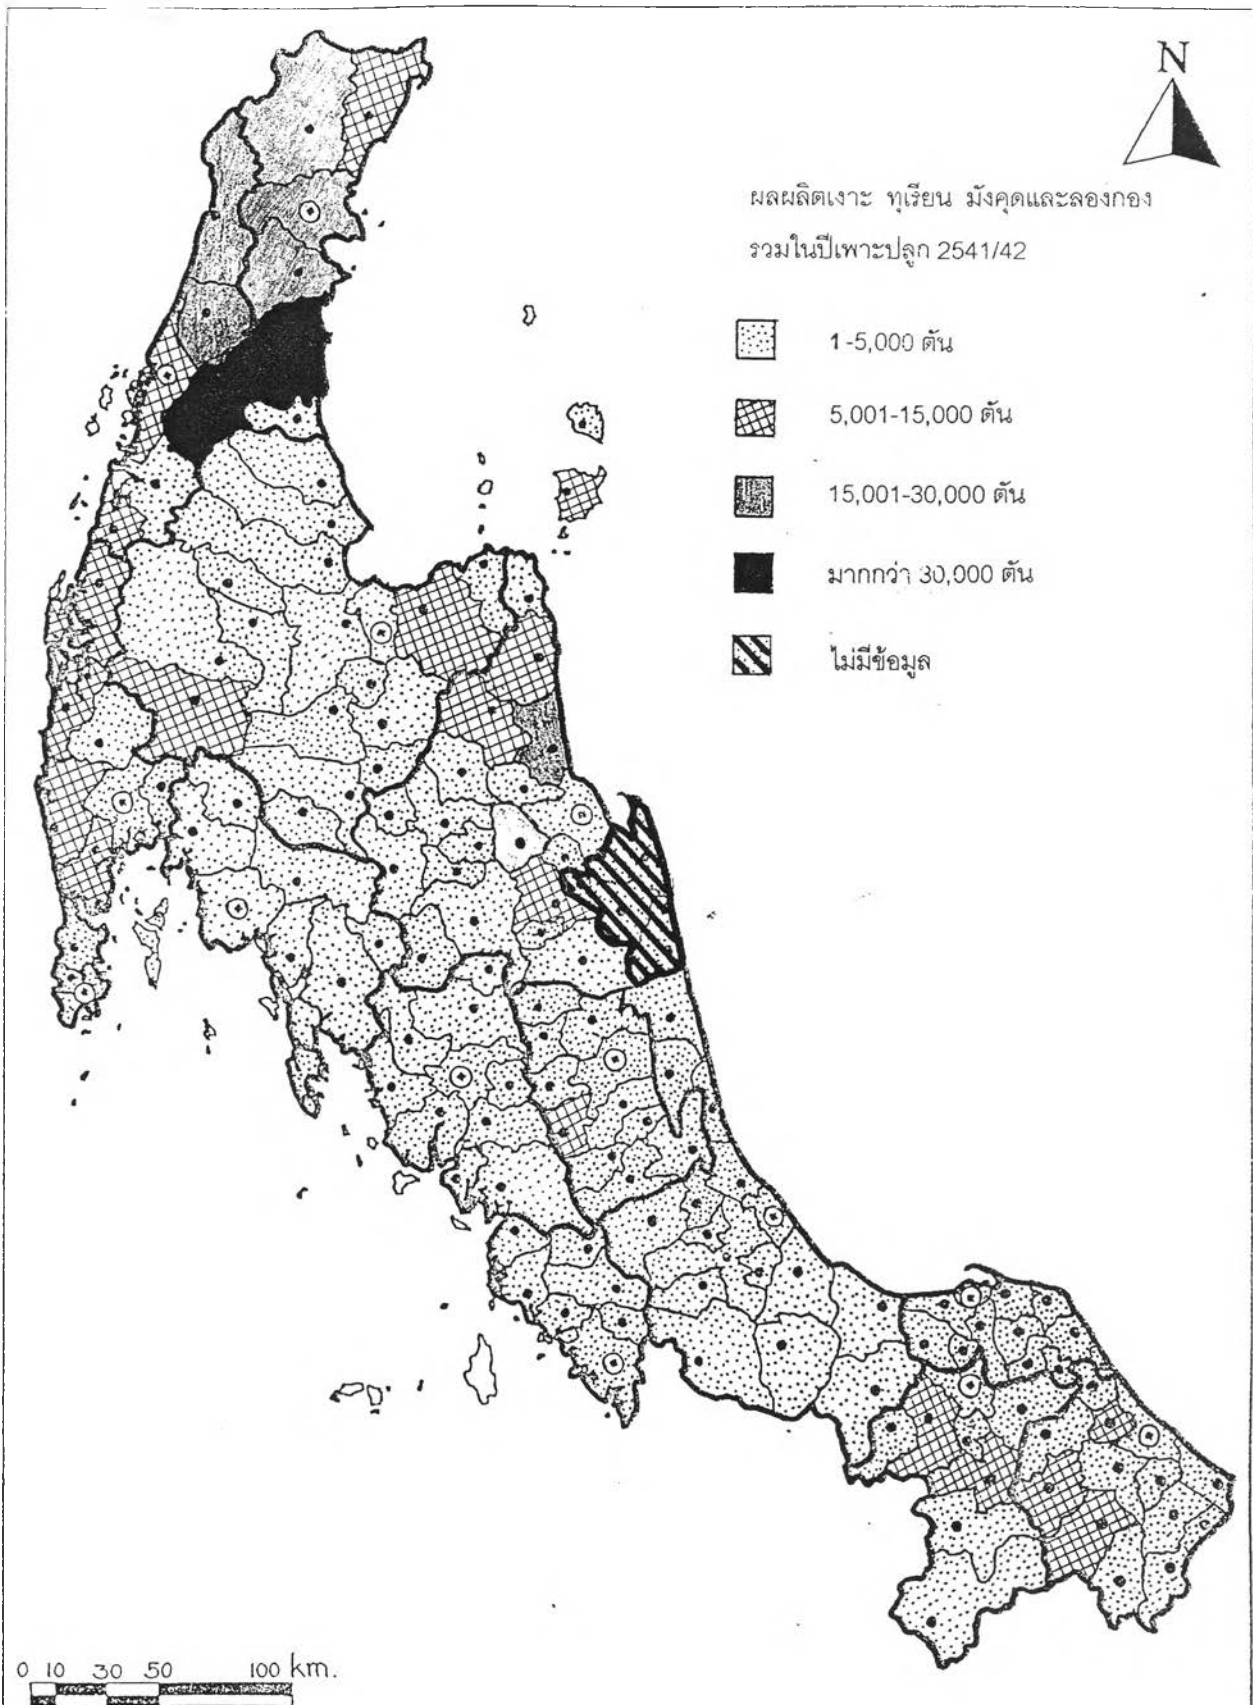 N
ผลผลิตเงาะ ทุเรียน มังคุดและลองกอง
รวมในปีเพาะปลูก 2541/42
1-5,000 ตัน
5,001-15,000 ตัน
15,001-30,000 ตัน
มากกว่า 30,000 ตัน
ไม่มีข้อมูล
0 10 30 50 100 km.